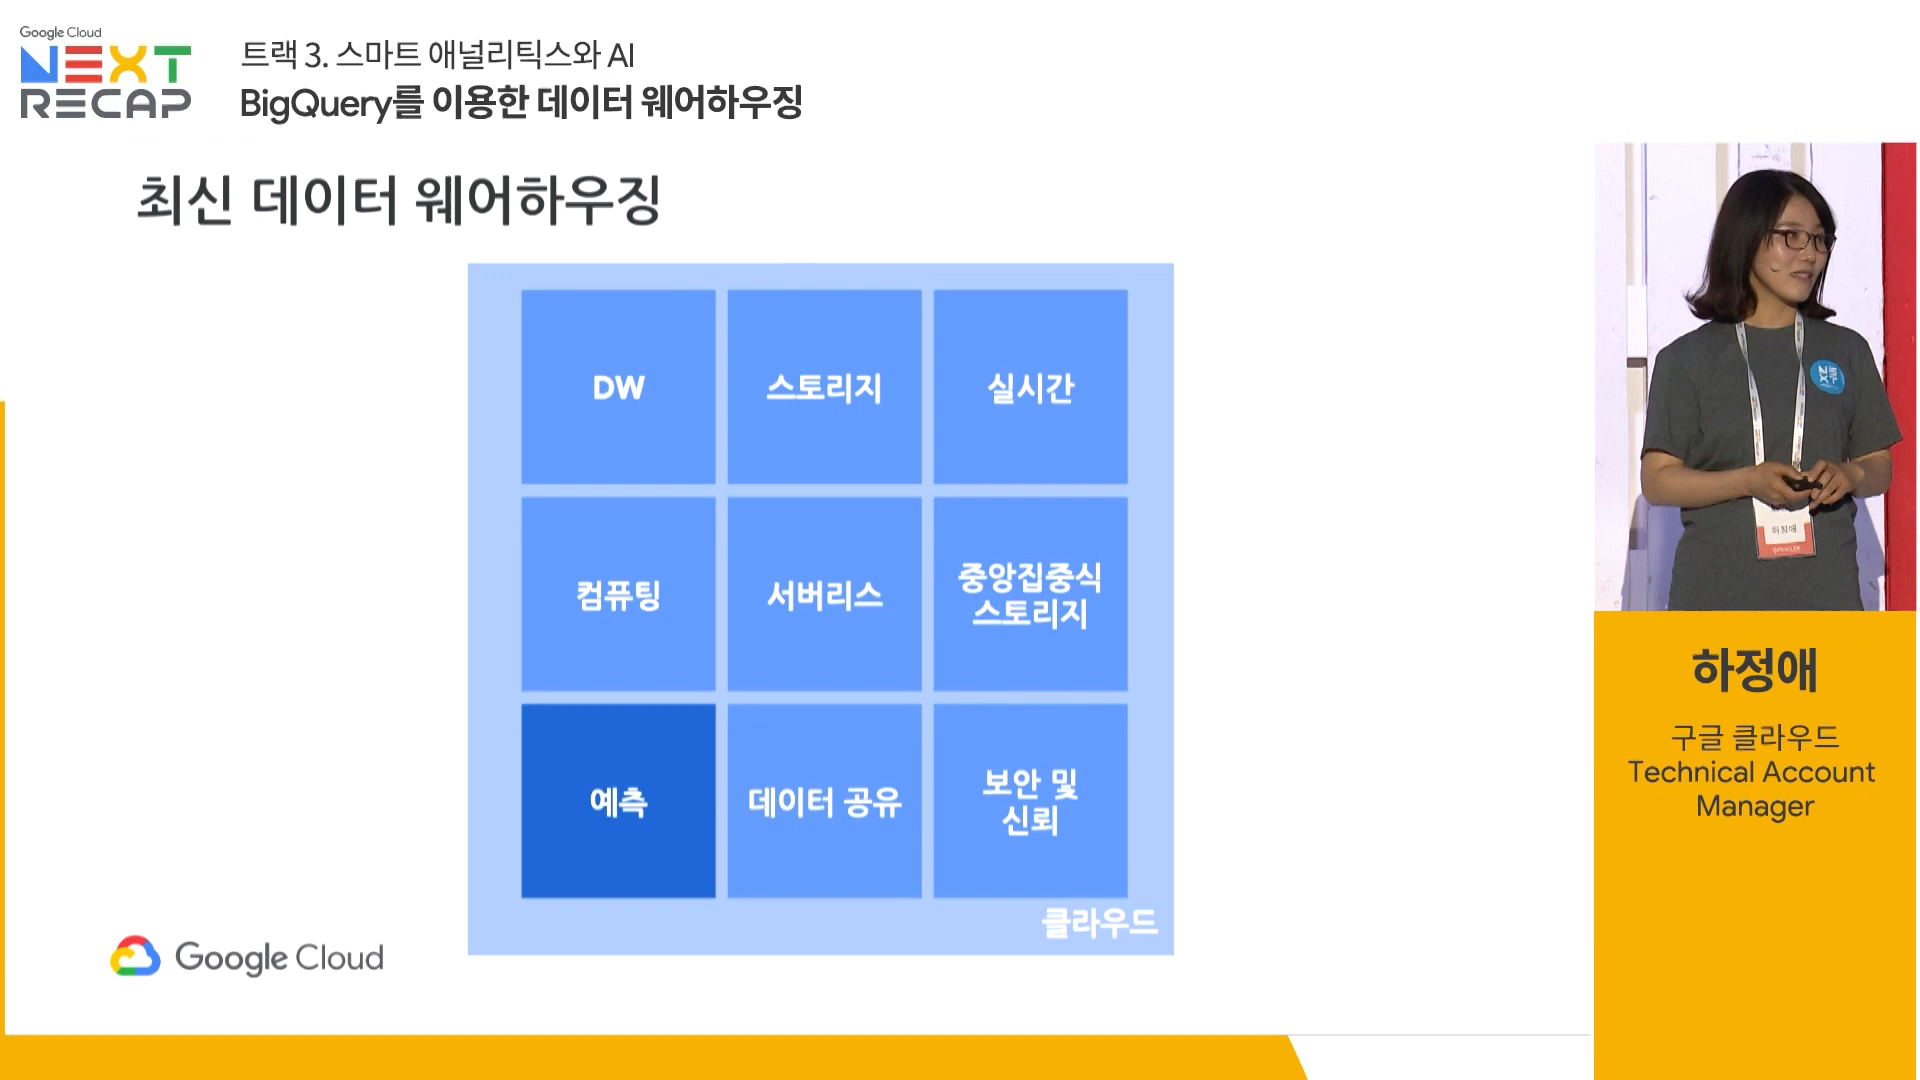 Google Cloud
NEXT
RECAP
트랙 3. 스마트 애널리틱스와 AI
BigQuery를 이용한 데이터 웨어하우징
최신 데이터 웨어하우징
DW
스토리지
실시간
컴퓨팅
서버리스
중앙집중식
스토리지
예측
데이터 공유
보안 및
신뢰
클라우드
Google Cloud
하정애
하정애
구글 클라우드
Technical Account
Manager